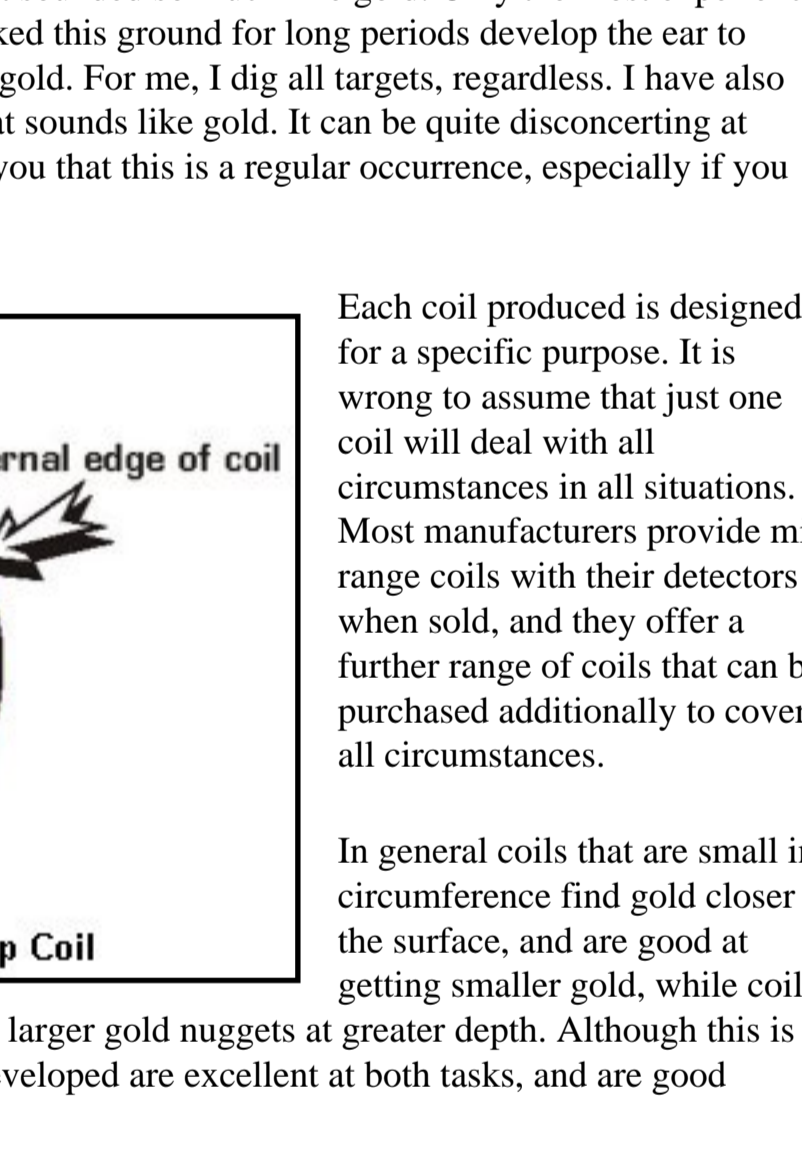 ked this ground for long periods develop the ear to
gold. For me, I dig all targets, regardless. I have also
at sounds like gold. It can be quite disconcerting at
you that this is a regular occurrence, especially if you
Each coil produced is designed
for a specific purpose. It is
wrong to assume that just one
coil will deal with all
circumstances in all situations.
Most manufacturers provide
range coils with their detectors
when sold, and they offer a
further range of coils that can b
purchased additionally to cover
all circumstances.
rnal edge of coil
p Coil
In general coils that are small in
circumference find gold closer
the surface, and are good at
getting smaller gold, while coil
larger gold nuggets at greater depth. Although this is
veloped are excellent at both tasks, and are good